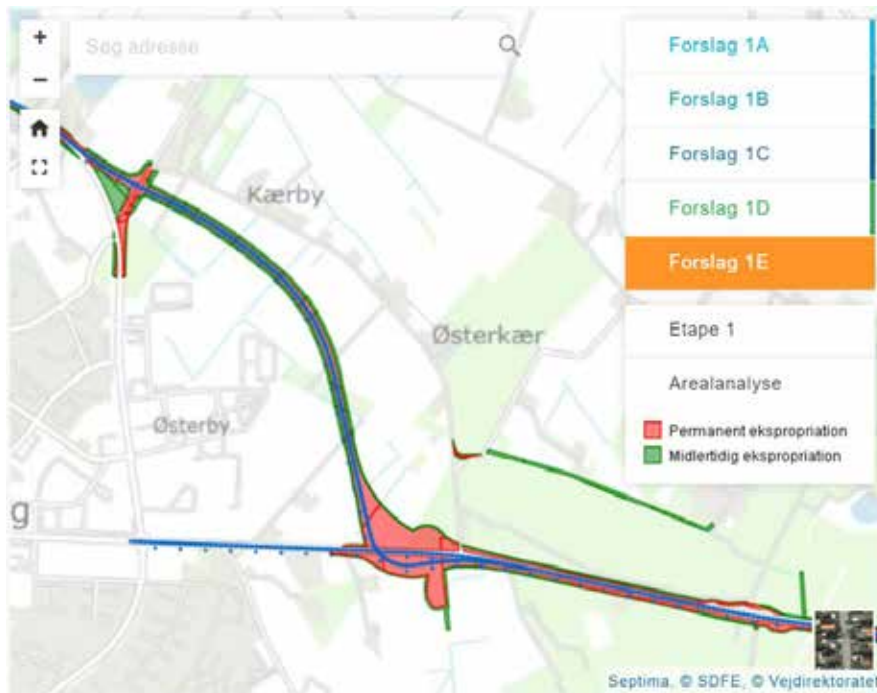 +
Søg adresse
−
Forslag 1A
Forslag 1B
Forslag 1C
Forslag 1D
Forslag 1E
Etape 1
Arealanalyse
Permanent ekspropriation
Midlertidig ekspropriation
Kærby
Østerkær
Østerby
g
Septima, © SDFE, © Vejdirektoratet